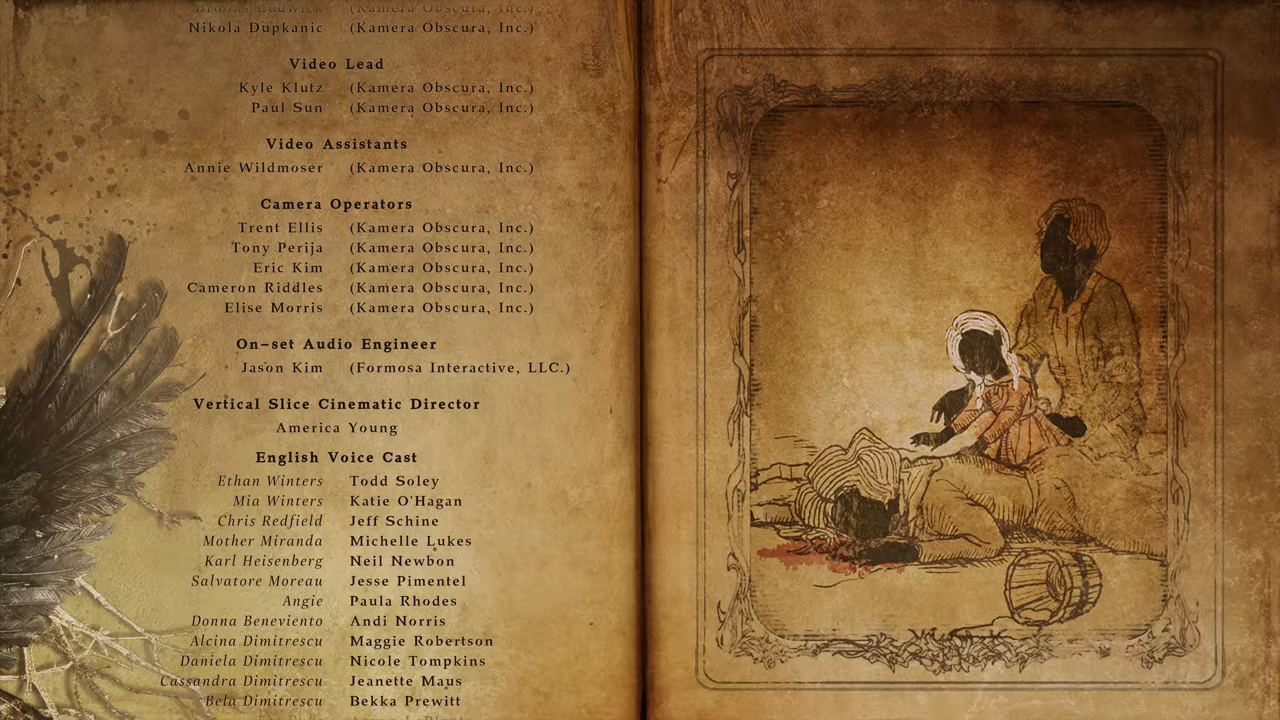 Brooks Ludwick (Kamera Obscura, Inc.)
Nikola Dupkanic (Kamera Obscura, Inc.)
Video Lead
Kyle Klutz (Kamera Obscura, Inc.)
Paul Sun (Kamera Obscura, Inc.)
Video Assistants
Annie Wildmoser (Kamera Obscura, Inc.)
Camera Operators
Trent Ellis (Kamera Obscura, Inc.)
Tony Perija (Kamera Obscura, Inc.)
Eric Kim (Kamera Obscura, Inc.)
Cameron Riddles (Kamera Obscura, Inc.)
Elise Morris (Kamera Obscura, Inc.)
On-set Audio Engineer
Jason Kim (Formosa Interactive, LLC.)
Vertical Slice Cinematic Director
America Young
English Voice Cast
Ethan Winters Todd Soley
Mia Winters Katie O'Hagan
Chris Redfield Jeff Schine
Mother Miranda Michelle Lukes
Karl Heisenberg Neil Newbon
Salvatore Moreau Jesse Pimentel
Angie Paula Rhodes
Donna Beneviento Andi Norris
Alcina Dimitrescu Maggie Robertson
Daniela Dimitrescu Nicole Tompkins
Cassandra Dimitrescu Jeanette Maus
Bela Dimitrescu Bekka Prewitt